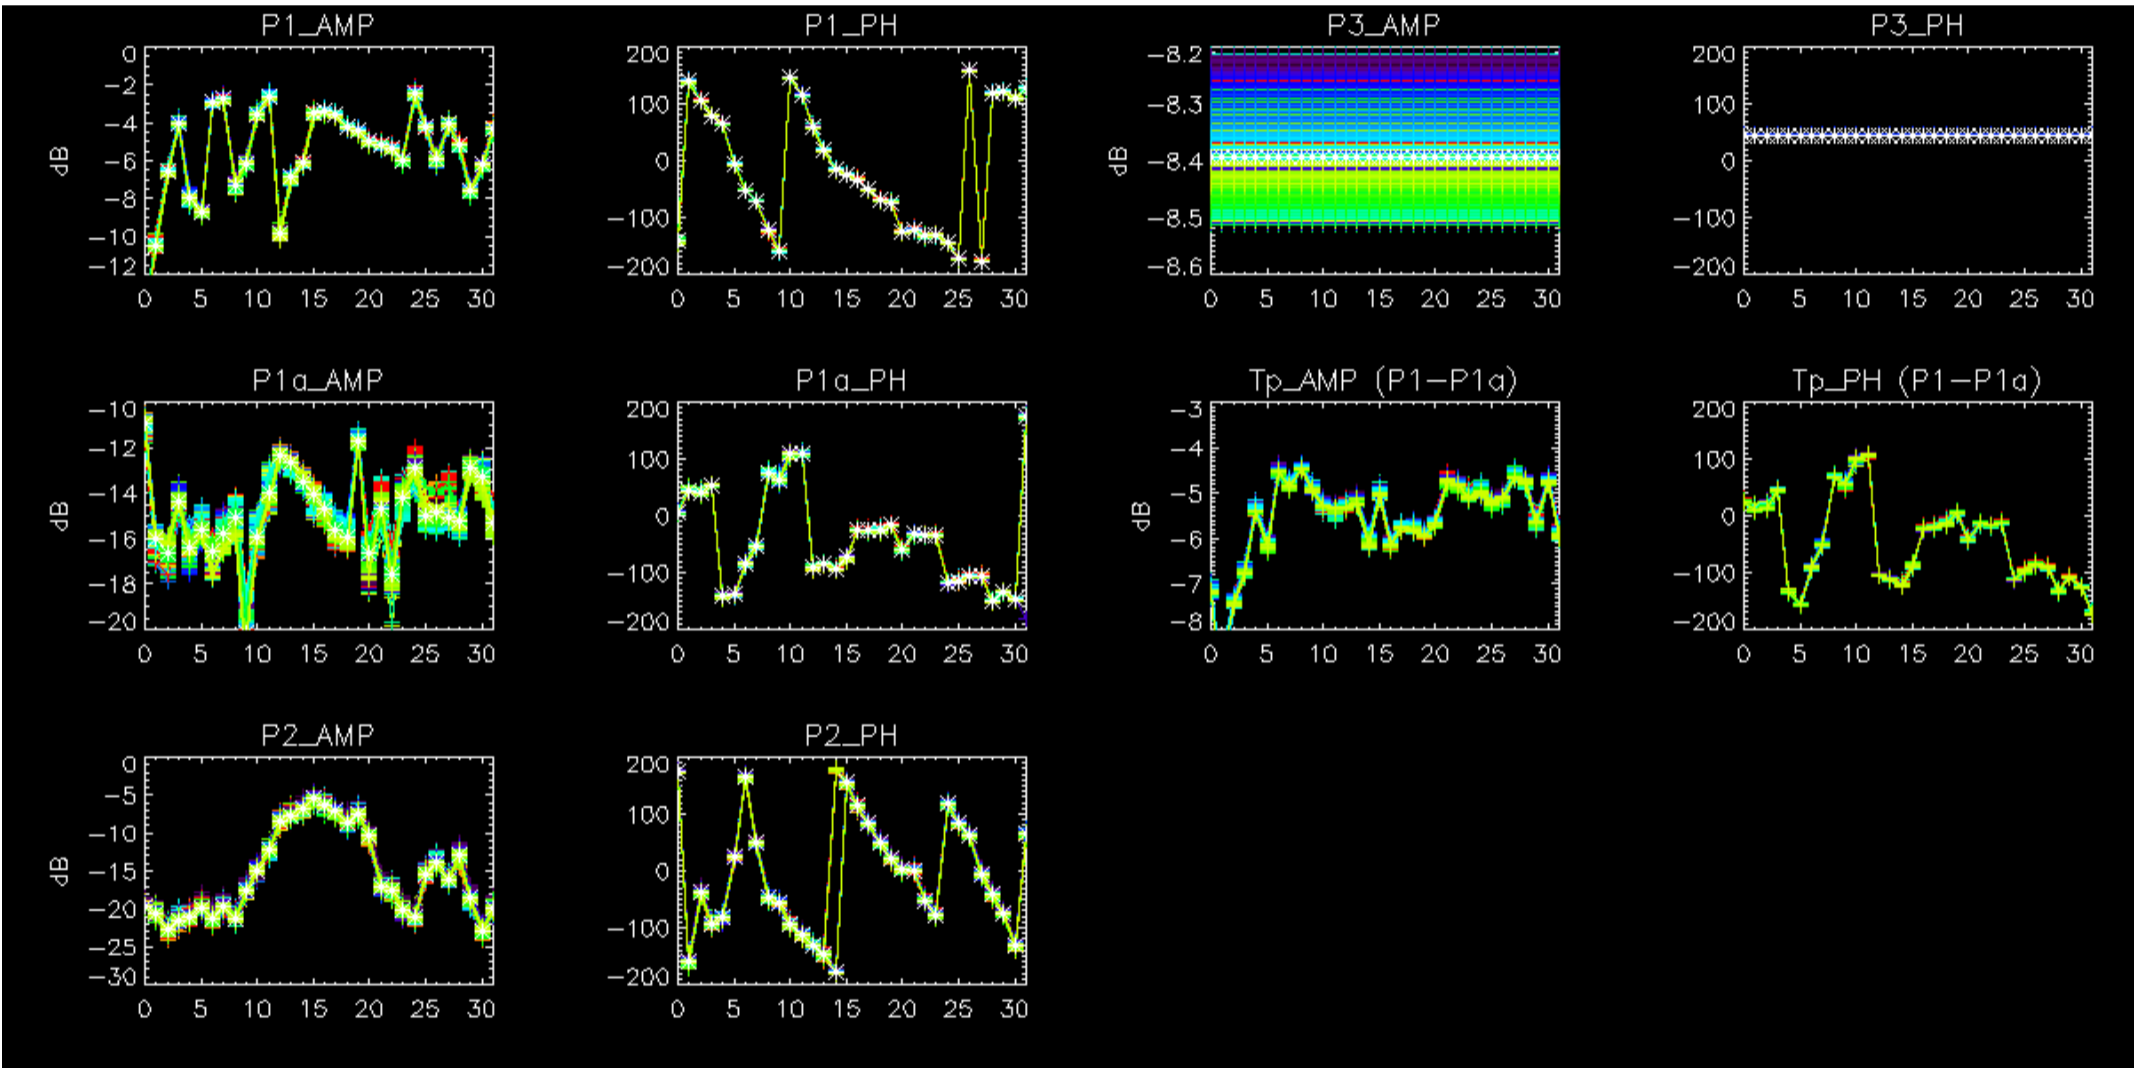 P1_AMP
0
−2
−4
−6
−8
−10
−12
dB
0 5 10 15 20 25 30
P1_PH
200
100
0
−100
−200
0 5 10 15 20 25 30
P3_AMP
−8.2
−8.3
−8.4
−8.5
−8.6
dB
0 5 10 15 20 25 30
P3_PH
200
100
0
−100
−200
0 5 10 15 20 25 30
P1a_AMP
−10
−12
−14
−16
−18
−20
dB
0 5 10 15 20 25 30
P1a_PH
200
100
0
−100
−200
0 5 10 15 20 25 30
Tp_AMP (P1−P1a)
−3
−4
−5
−6
−7
−8
dB
0 5 10 15 20 25 30
Tp_PH (P1−P1a)
200
100
0
−100
−200
0 5 10 15 20 25 30
P2_AMP
0
−5
−10
−15
−20
−25
−30
dB
0 5 10 15 20 25 30
P2_PH
200
100
0
−100
−200
0 5 10 15 20 25 30